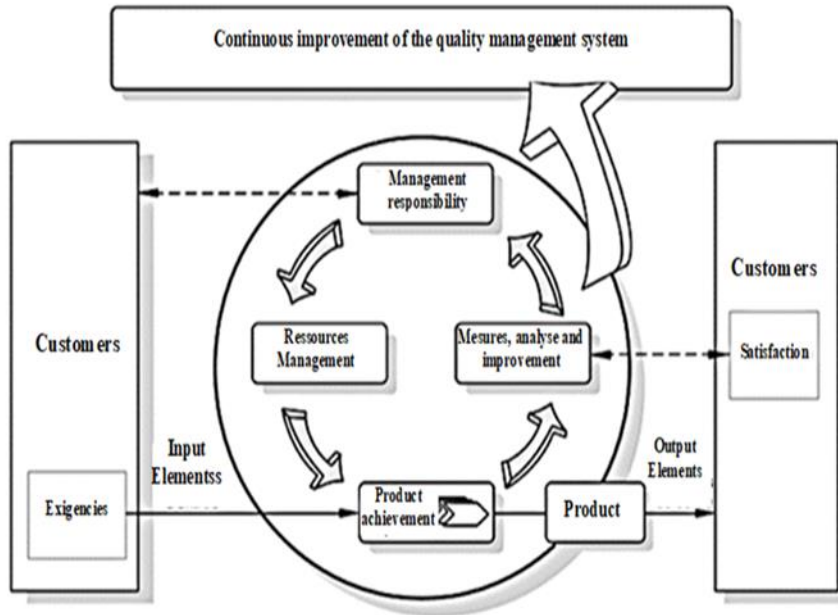 Continuous improvement of the quality management system
Management
responsibility
Customers
Ressources
Management
Mesures, analyse and
improvement
Customers
Satisfaction
Input
Elementss
Output
Elements
Exigencies
Product
achievement
Product